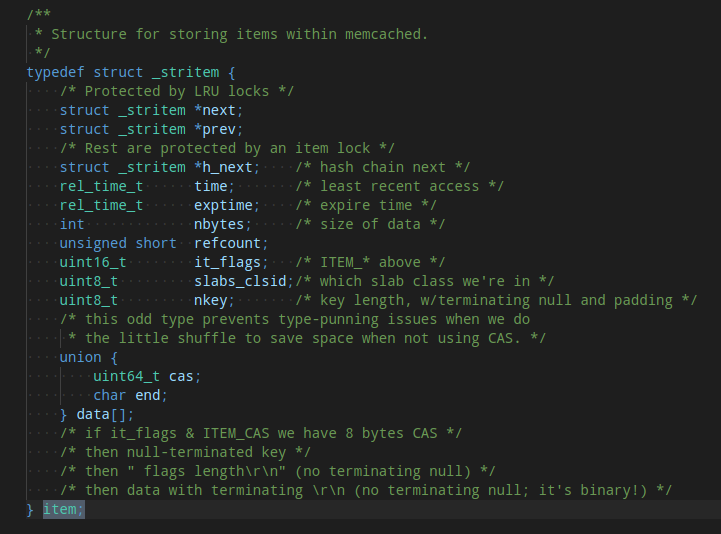 /**
 * Structure for storing items within memcached.
 */
typedef struct _stritem {
    /* Protected by LRU locks */
    struct _stritem *next;
    struct _stritem *prev;
    /* Rest are protected by an item lock */
    struct _stritem *h_next;    /* hash chain next */
    rel_time_t      time;       /* least recent access */
    rel_time_t      exptime;    /* expire time */
    int             nbytes;     /* size of data */
    unsigned short  refcount;
    uint16_t        it_flags;   /* ITEM_* above */
    uint8_t         slabs_clsid;/* which slab class we're in */
    uint8_t         nkey;       /* key length, w/terminating null and padding */
    /* this odd type prevents type-punning issues when we do
     * the little shuffle to save space when not using CAS. */
    union {
        uint64_t cas;
        char end;
    } data[];
    /* if it_flags & ITEM_CAS we have 8 bytes CAS */
    /* then null-terminated key */
    /* then " flags length\r\n" (no terminating null) */
    /* then data with terminating \r\n (no terminating null; it's binary!) */
} item;